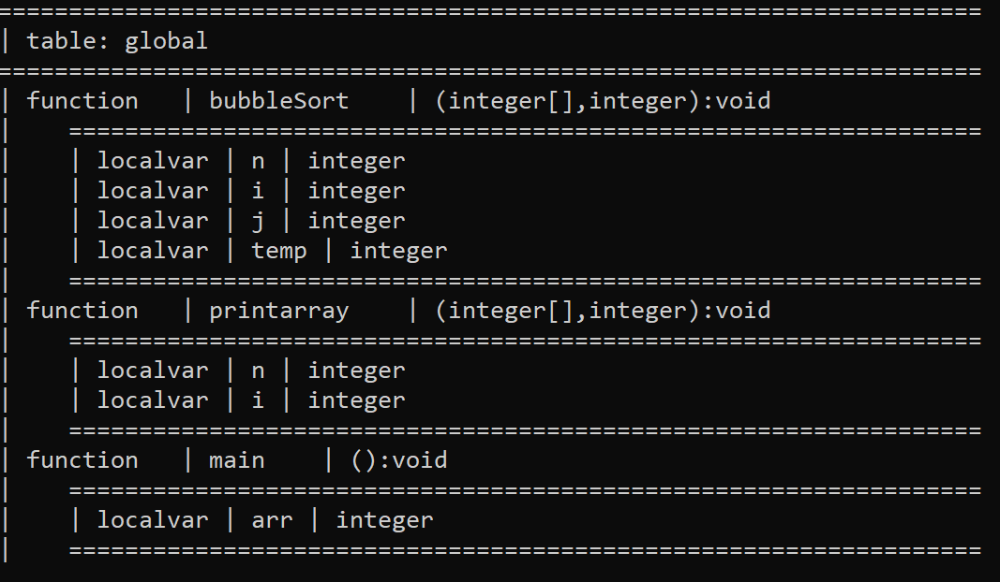 ======================================================================
| table: global
======================================================================
| function   | bubbleSort    | (integer[],integer):void
|    =================================================================
|    | localvar | n | integer
|    | localvar | i | integer
|    | localvar | j | integer
|    | localvar | temp | integer
|    =================================================================
| function   | printarray    | (integer[],integer):void
|    =================================================================
|    | localvar | n | integer
|    | localvar | i | integer
|    =================================================================
| function   | main    | ():void
|    =================================================================
|    | localvar | arr | integer
|    =================================================================